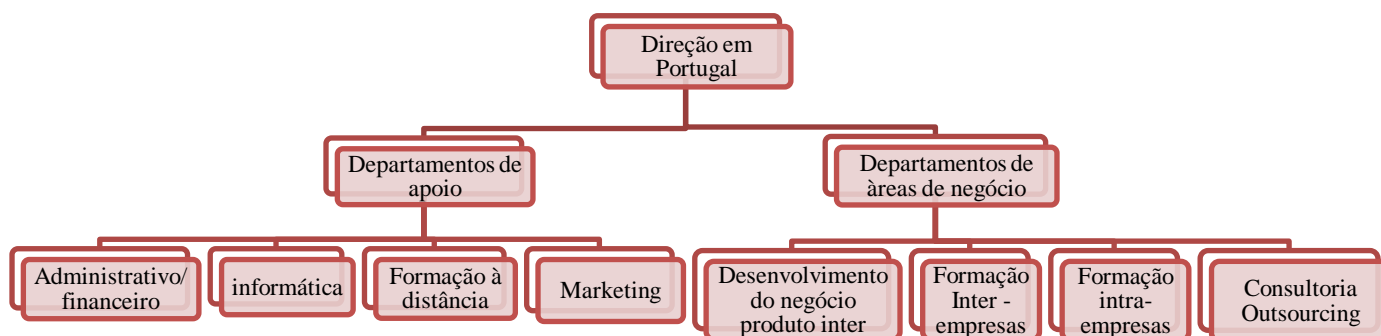 Direção em
Portugal
Departamentos de
apoio
Departamentos de
àreas de negócio
Administrativo/
financeiro
informática
Formação à
distância
Marketing
Desenvolvimento
do negócio
produto inter
Formação
Inter -
empresas
Formação
intra-
empresas
Consultoria
Outsourcing